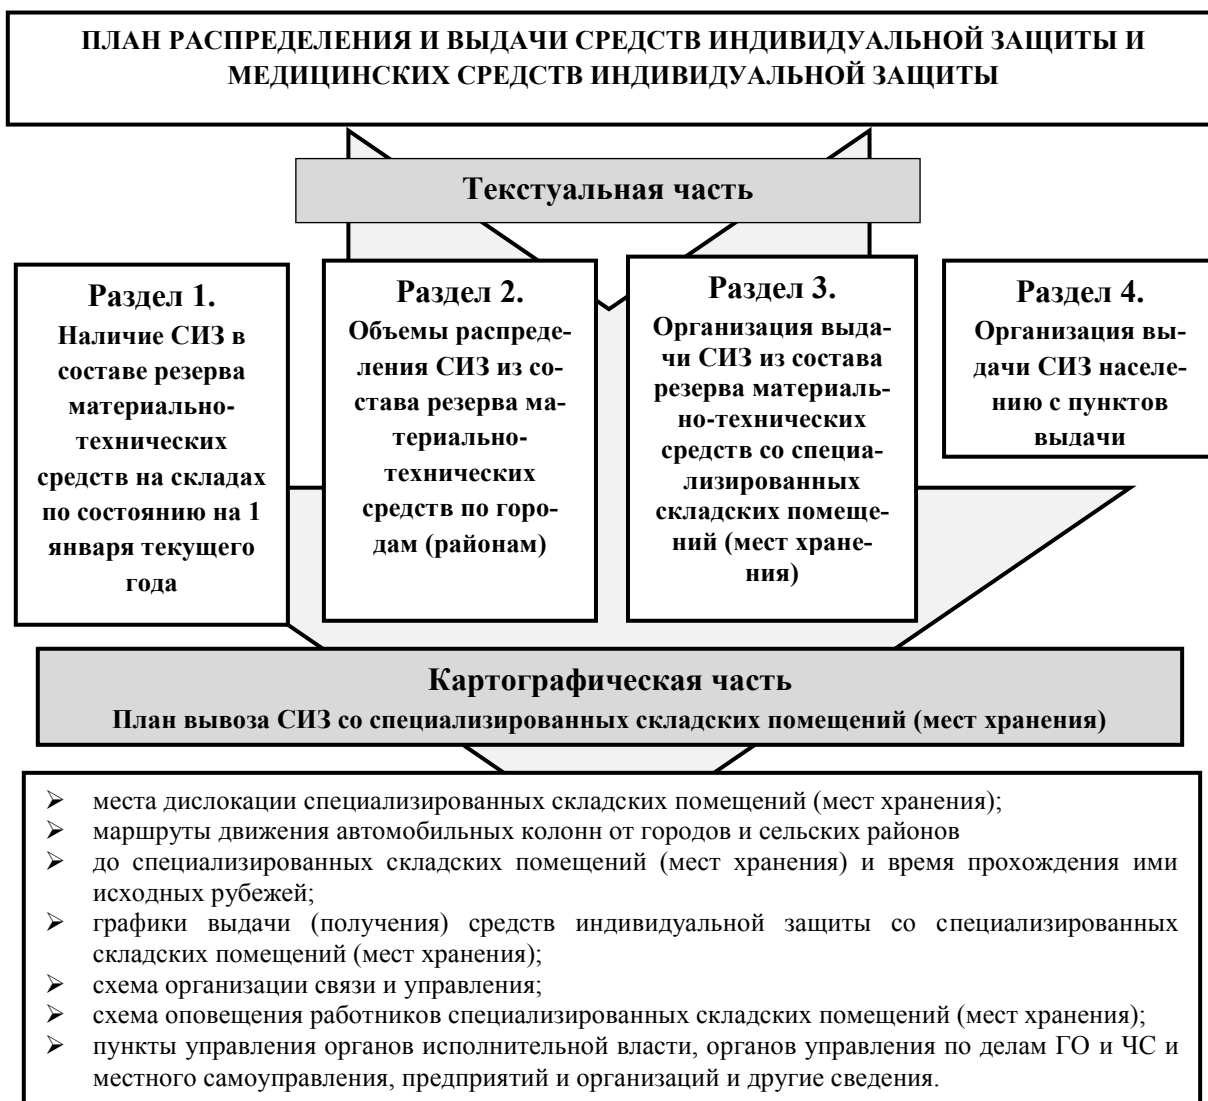 ПЛАН РАСПРЕДЕЛЕНИЯ И ВЫДАЧИ СРЕДСТВ ИНДИВИДУАЛЬНОЙ ЗАЩИТЫ И
МЕДИЦИНСКИХ СРЕДСТВ ИНДИВИДУАЛЬНОЙ ЗАЩИТЫ
Текстуальная часть
Раздел 1.
Наличие СИЗ в
составе резерва
материально-
технических
средств на складах
по состоянию на 1
января текущего
года
Раздел 2.
Объемы распреде-
ления СИЗ из со-
става резерва ма-
териально-
технических
средств по горо-
дам (районам)
Раздел 3.
Организация выда-
чи СИЗ из состава
резерва материаль-
но-технических
средств со специа-
лизированных
складских помеще-
ний (мест хране-
ния)
Раздел 4.
Организация вы-
дачи СИЗ населе-
нию с пунктов
выдачи
Картографическая часть
План вывоза СИЗ со специализированных складских помещений (мест хранения)
➢ места дислокации специализированных складских помещений (мест хранения);
➢ маршруты движения автомобильных колонн от городов и сельских районов
➢ до специализированных складских помещений (мест хранения) и время прохождения ими
исходных рубежей;
➢ графики выдачи (получения) средств индивидуальной защиты со специализированных
складских помещений (мест хранения);
➢ схема организации связи и управления;
➢ схема оповещения работников специализированных складских помещений (мест хранения);
➢ пункты управления органов исполнительной власти, органов управления по делам ГО и ЧС и
местного самоуправления, предприятий и организаций и другие сведения.